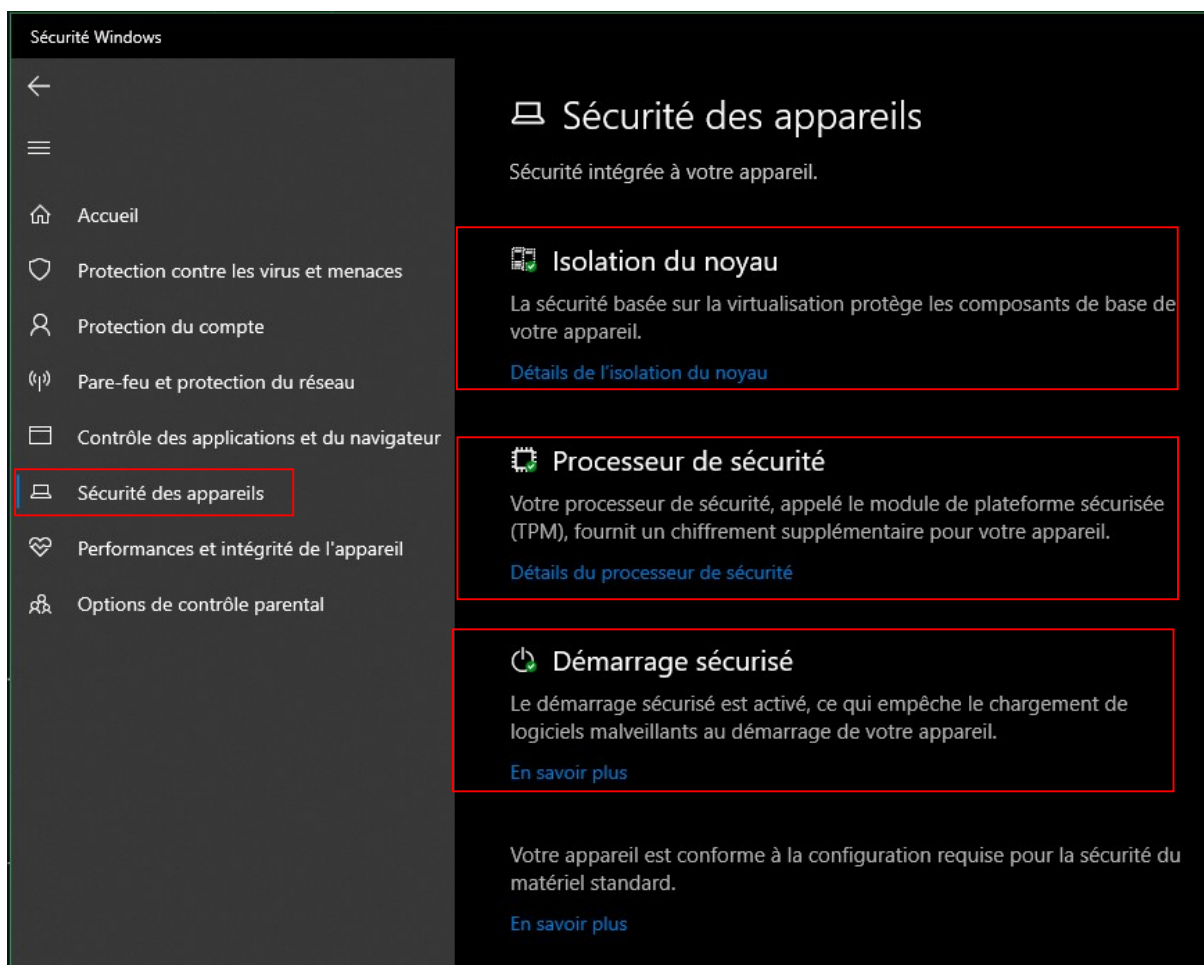 Sécurité Windows
Accueil
Protection contre les virus et menaces
Protection du compte
Pare-feu et protection du réseau
Contrôle des applications et du navigateur
Sécurité des appareils
Performances et intégrité de l'appareil
Options de contrôle parental
Sécurité des appareils
Sécurité intégrée à votre appareil.
Isolation du noyau
La sécurité basée sur la virtualisation protège les composants de base de
votre appareil.
Détails de l'isolation du noyau
Processeur de sécurité
Votre processeur de sécurité, appelé le module de plateforme sécurisée
(TPM), fournit un chiffrement supplémentaire pour votre appareil.
Détails du processeur de sécurité
Démarrage sécurisé
Le démarrage sécurisé est activé, ce qui empêche le chargement de
logiciels malveillants au démarrage de votre appareil.
En savoir plus
Votre appareil est conforme à la configuration requise pour la sécurité du
matériel standard.
En savoir plus